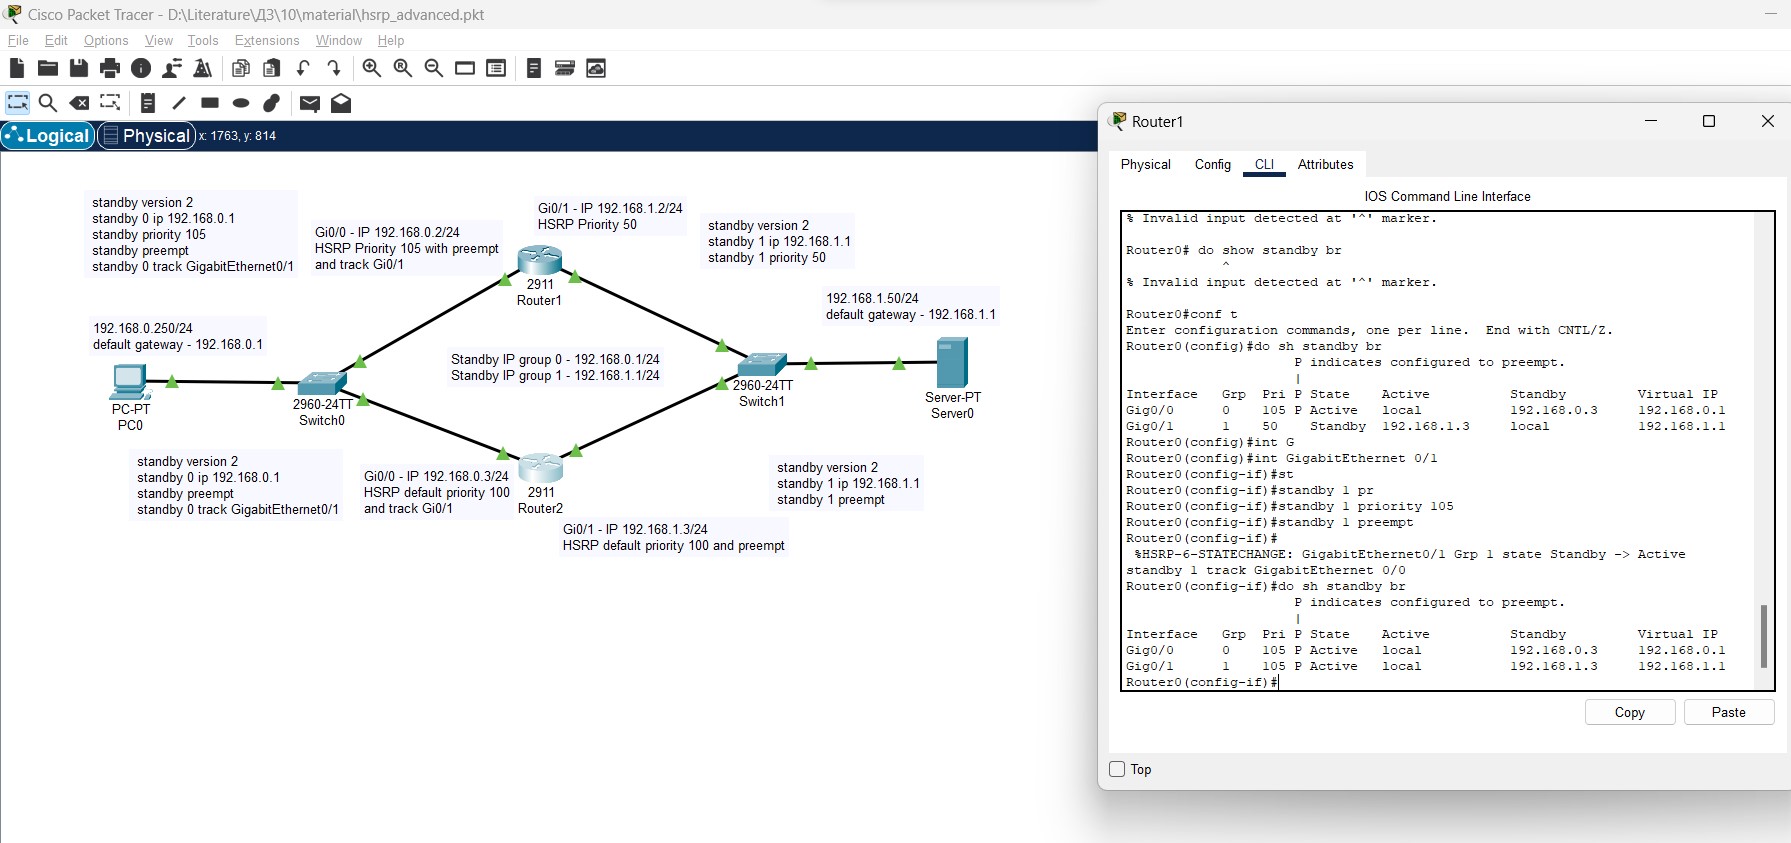 Cisco Packet Tracer - D:\Literature\ДЗ\10\material\hsrp_advanced.pkt
File Edit Options View Tools Extensions Window Help
Logical Physical x: 1763, y: 814
standby version 2
standby 0 ip 192.168.0.1
standby priority 105
standby preempt
standby 0 track GigabitEthernet0/1
Gi0/0 - IP 192.168.0.2/24
HSRP Priority 105 with preempt
and track Gi0/1
Gi0/1 - IP 192.168.1.2/24
HSRP Priority 50
standby version 2
standby 1 ip 192.168.1.1
standby 1 priority 50
2911
Router1
192.168.1.50/24
default gateway - 192.168.1.1
192.168.0.250/24
default gateway - 192.168.0.1
Standby IP group 0 - 192.168.0.1/24
Standby IP group 1 - 192.168.1.1/24
PC-PT
PC0
2960-24TT
Switch0
2960-24TT
Switch1
Server-PT
Server0
standby version 2
standby 0 ip 192.168.0.1
standby preempt
standby 0 track GigabitEthernet0/1
Gi0/0 - IP 192.168.0.3/24
HSRP default priority 100
and track Gi0/1
2911
Router2
standby version 2
standby 1 ip 192.168.1.1
standby 1 preempt
Gi0/1 - IP 192.168.1.3/24
HSRP default priority 100 and preempt
Router1
Physical Config CLI Attributes
IOS Command Line Interface
% Invalid input detected at '^' marker.
Router0# do show standby br
^
% Invalid input detected at '^' marker.
Router0#conf t
Enter configuration commands, one per line. End with CNTL/Z.
Router0(config)#do sh standby br
P indicates configured to preempt.
|
Interface Grp Pri P State Active Standby Virtual IP
Gig0/0 0 105 P Active local 192.168.0.3 192.168.0.1
Gig0/1 1 50 Standby 192.168.1.3 local 192.168.1.1
Router0(config)#int G
Router0(config)#int GigabitEthernet 0/1
Router0(config-if)#st
Router0(config-if)#standby 1 pr
Router0(config-if)#standby 1 priority 105
Router0(config-if)#standby 1 preempt
Router0(config-if)#
%HSRP-6-STATECHANGE: GigabitEthernet0/1 Grp 1 state Standby -> Active
standby 1 track GigabitEthernet 0/0
Router0(config-if)#do sh standby br
P indicates configured to preempt.
|
Interface Grp Pri P State Active Standby Virtual IP
Gig0/0 0 105 P Active local 192.168.0.3 192.168.0.1
Gig0/1 1 105 P Active local 192.168.1.3 192.168.1.1
Router0(config-if)#
Copy Paste
Top